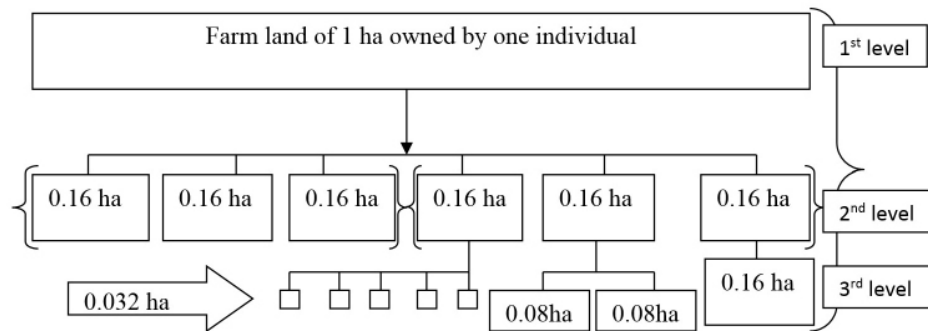 Farm land of 1 ha owned by one individual
1st level
0.16 ha
0.16 ha
0.16 ha
0.16 ha
0.16 ha
0.16 ha
2nd level
0.032 ha
0.08ha
0.08ha
0.16 ha
3rd level